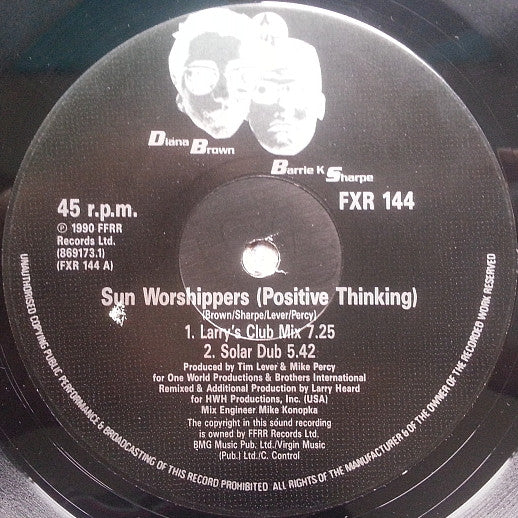 A
Diana Brown
Barrie K Sharpe
45 r.p.m.
FXR 144
℗ 1990 FFRR
Records Ltd.
(869173.1)
(FXR 144 A)
Sun Worshippers (Positive Thinking)
(Brown/Sharpe/Lever/Percy)
1. Larry's Club Mix 7.25
2. Solar Dub 5.42
Produced by Tim Lever & Mike Percy
for One World Productions & Brothers International
Remixed & Additional Production by Larry Heard
for HWH Productions, Inc. (USA)
Mix Engineer Mike Konopka
The copyright in this sound recording
is owned by FFRR Records Ltd.
BMG Music Pub. Ltd./Virgin Music
(Pub.) Ltd./C. Control
UNAUTHORISED COPYING PUBLIC PERFORMANCE & BROADCASTING OF THIS RECORD PROHIBITED ALL RIGHTS OF THE MANUFACTURER & OF THE OWNER OF THE RECORDED WORK RESERVED